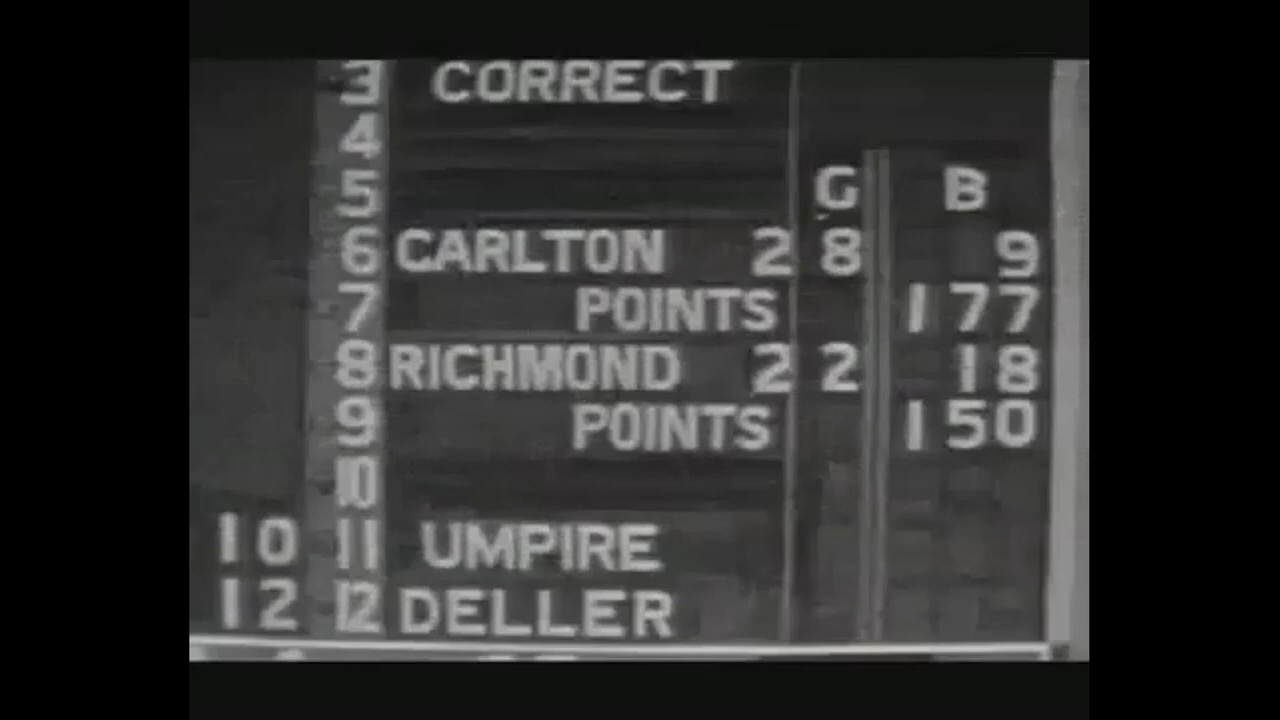 3 CORRECT
4
5 G B
6 CARLTON 28 9
7 POINTS 177
8 RICHMOND 22 18
9 POINTS 150
10
10 11 UMPIRE
12 12 DELLER